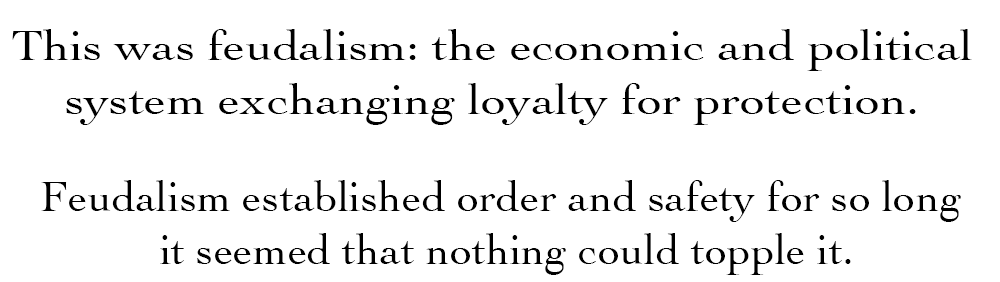 This was feudalism: the economic and political
system exchanging loyalty for protection.
Feudalism established order and safety for so long
it seemed that nothing could topple it.